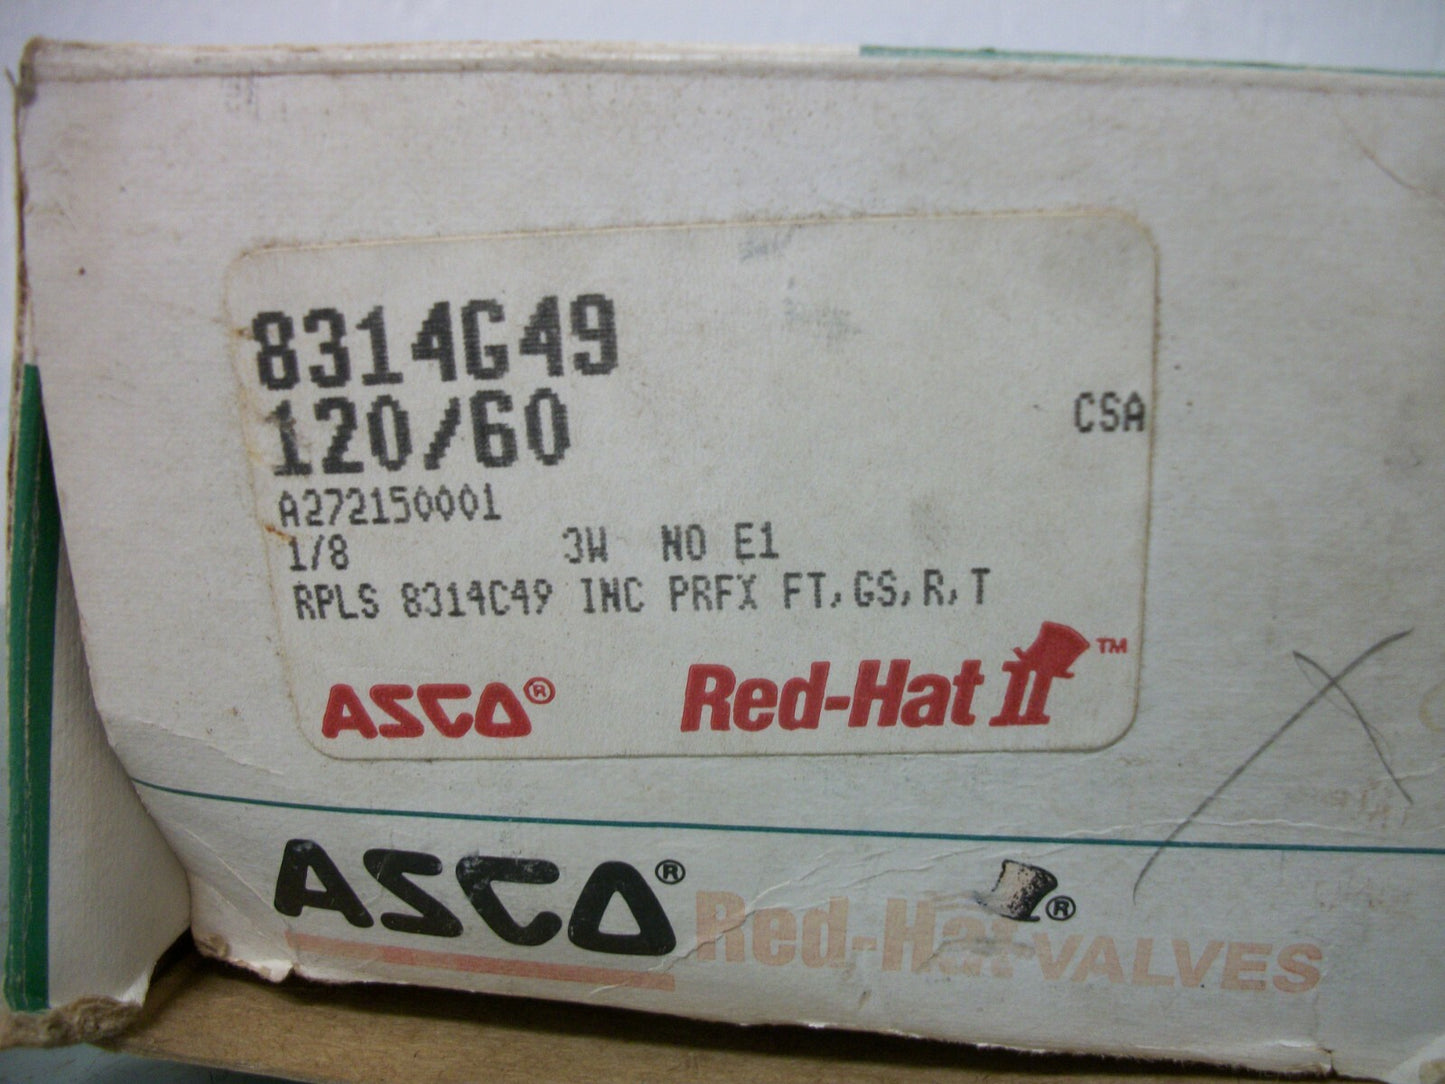 8314G49
120/60
CSA
A272150001
1/8 3W NO E1
RPLS 8314C49 INC PRFX FT,GS,R,T
ASCO® Red-Hat II™
ASCO® Red-Hat® VALVES